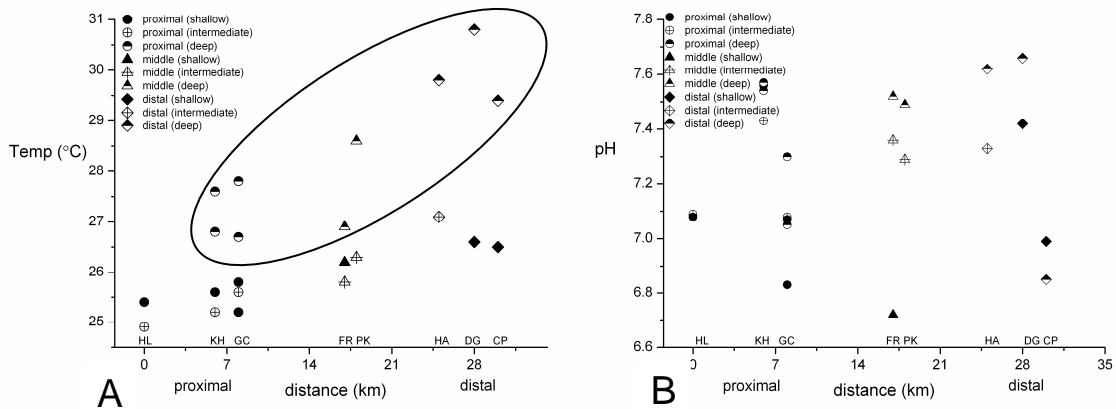 31
30
29
28
27
26
25
Temp (°C)
proximal (shallow)
proximal (intermediate)
proximal (deep)
middle (shallow)
middle (intermediate)
middle (deep)
distal (shallow)
distal (intermediate)
distal (deep)
HL KH GC FR PK HA DG CP
0 7 14 21 28
proximal distance (km) distal
A
7.8
7.6
7.4
7.2
7.0
6.8
6.6
pH
proximal (shallow)
proximal (intermediate)
proximal (deep)
middle (shallow)
middle (intermediate)
middle (deep)
distal (shallow)
distal (intermediate)
distal (deep)
HL KH GC FR PK HA DG CP
0 7 14 21 28 35
proximal distance (km) distal
B